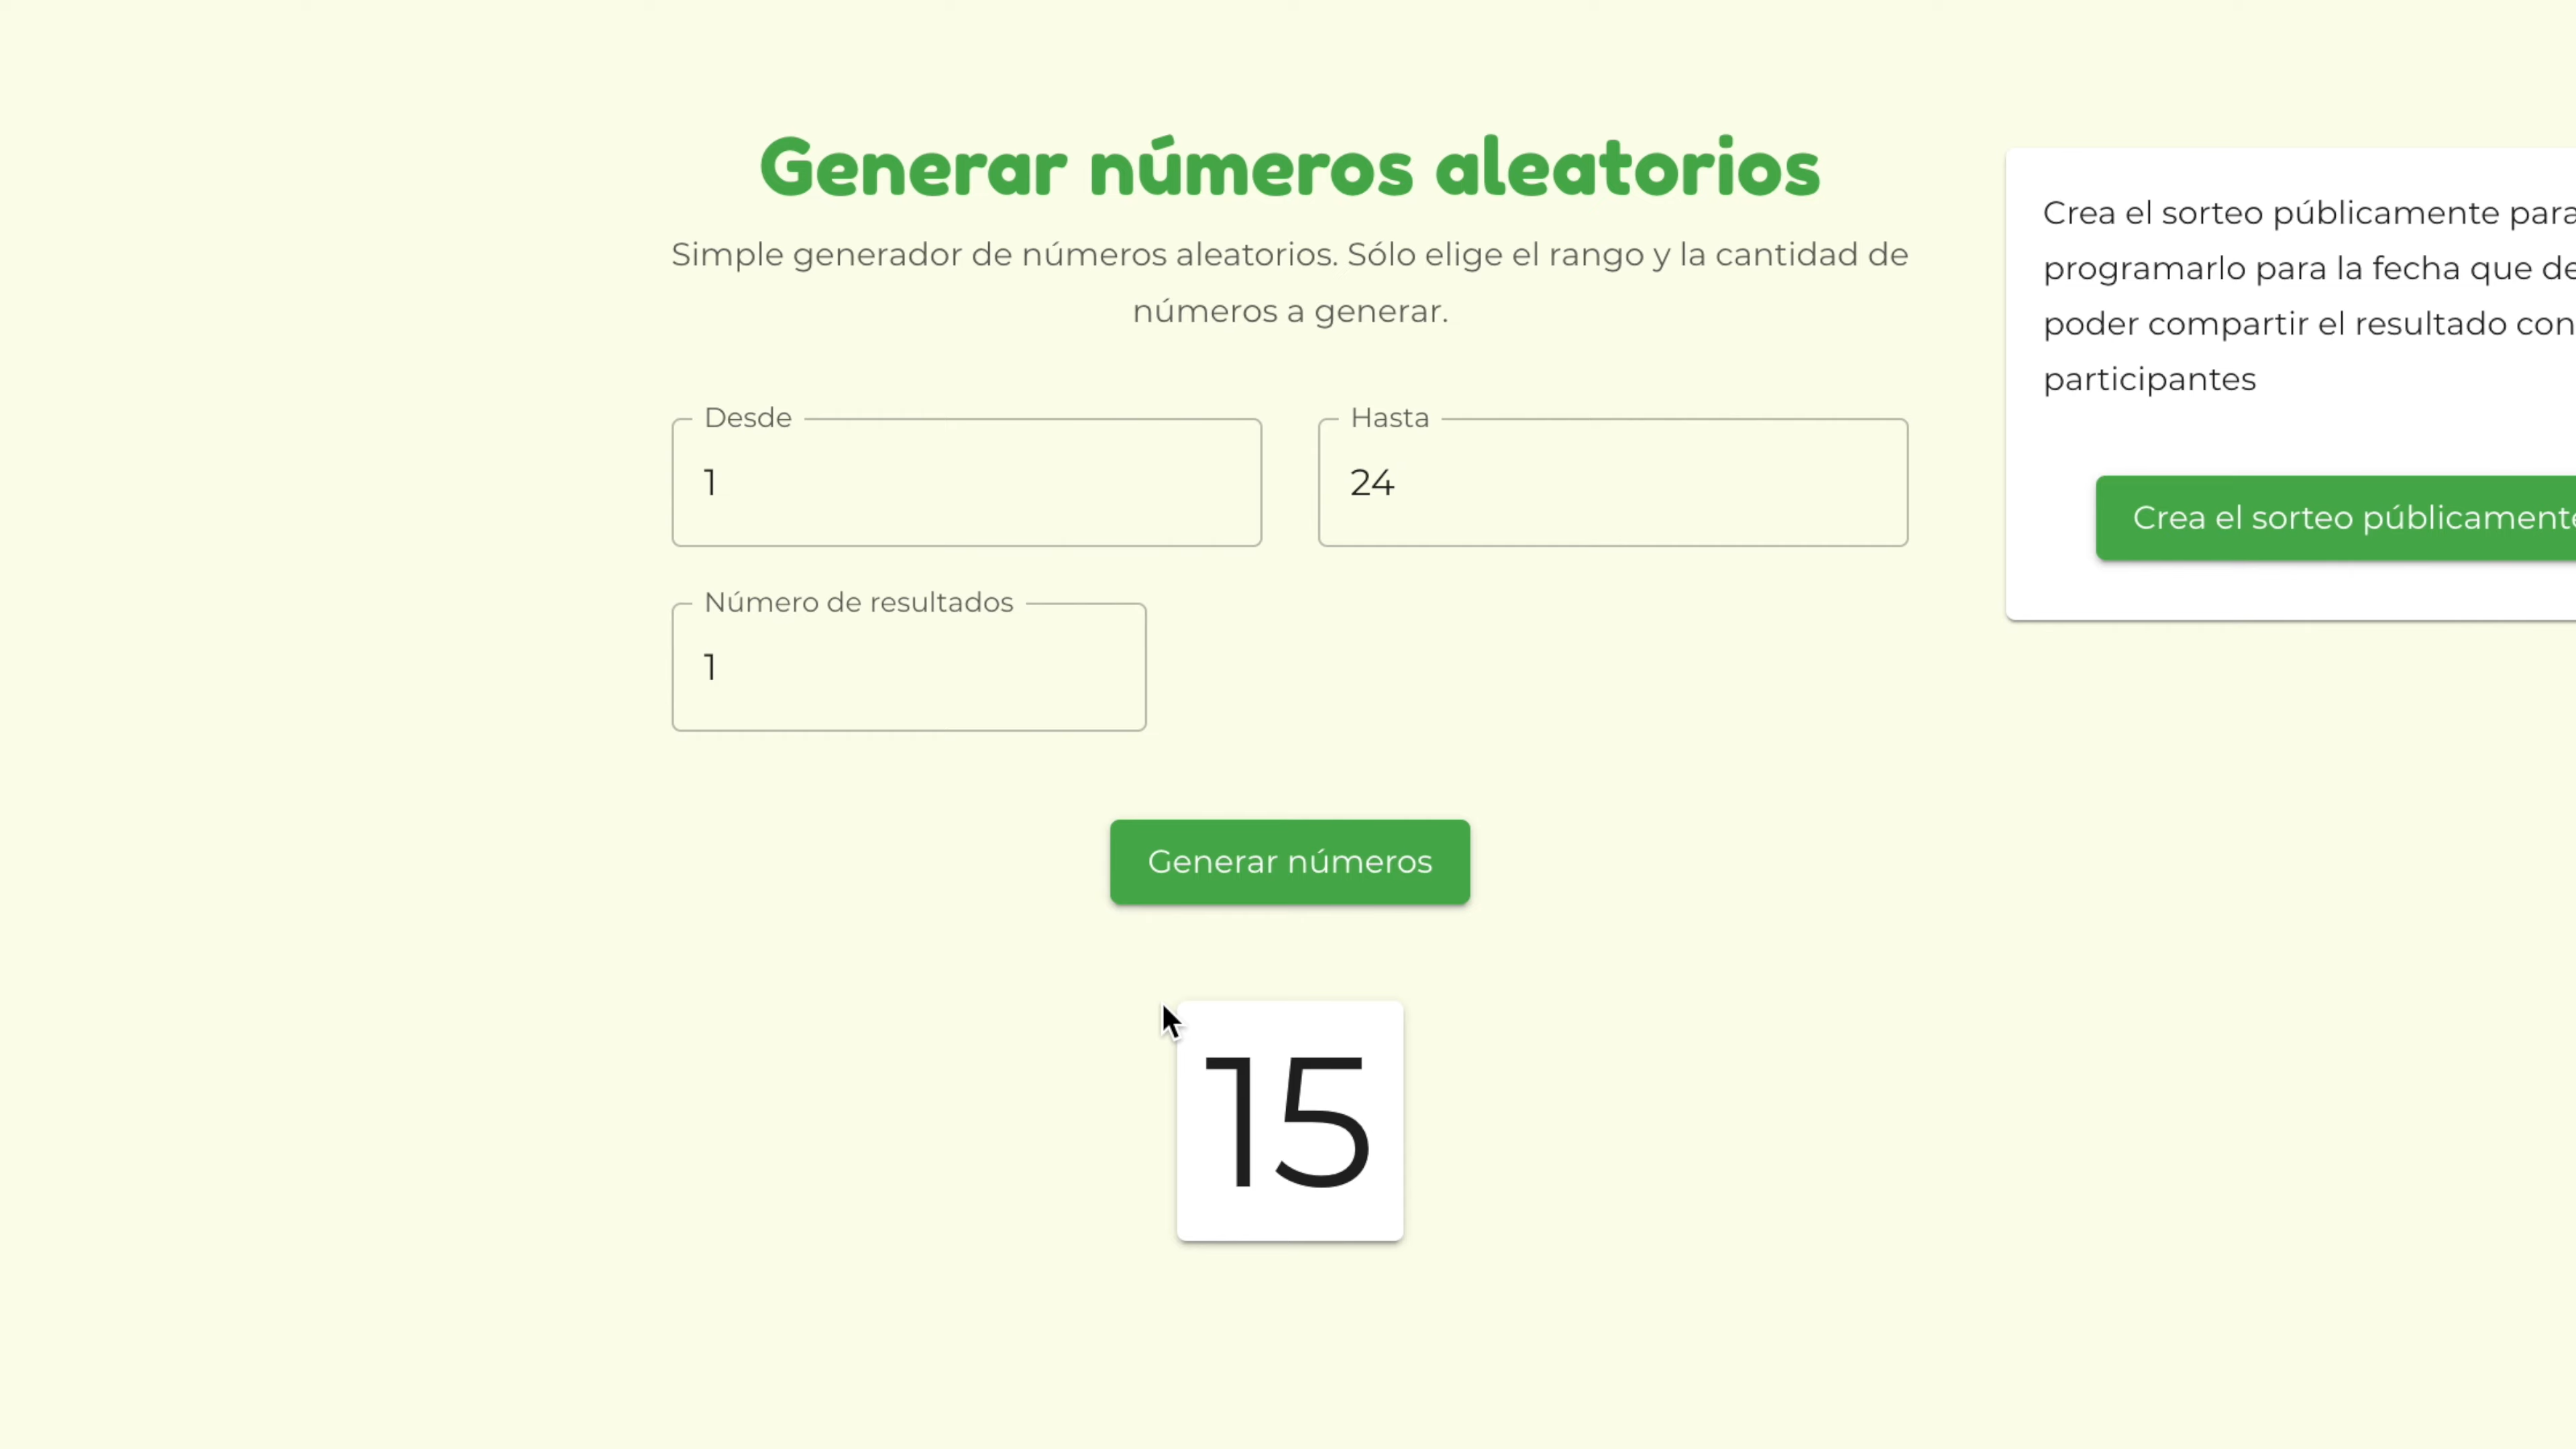 Generar números aleatorios
Simple generador de números aleatorios. Sólo elige el rango y la cantidad de
números a generar.
Desde
1
Hasta
24
Número de resultados
1
Generar números
15
Crea el sorteo públicamente para
programarlo para la fecha que
poder compartir el resultado con
participantes
Crea el sorteo públicamente